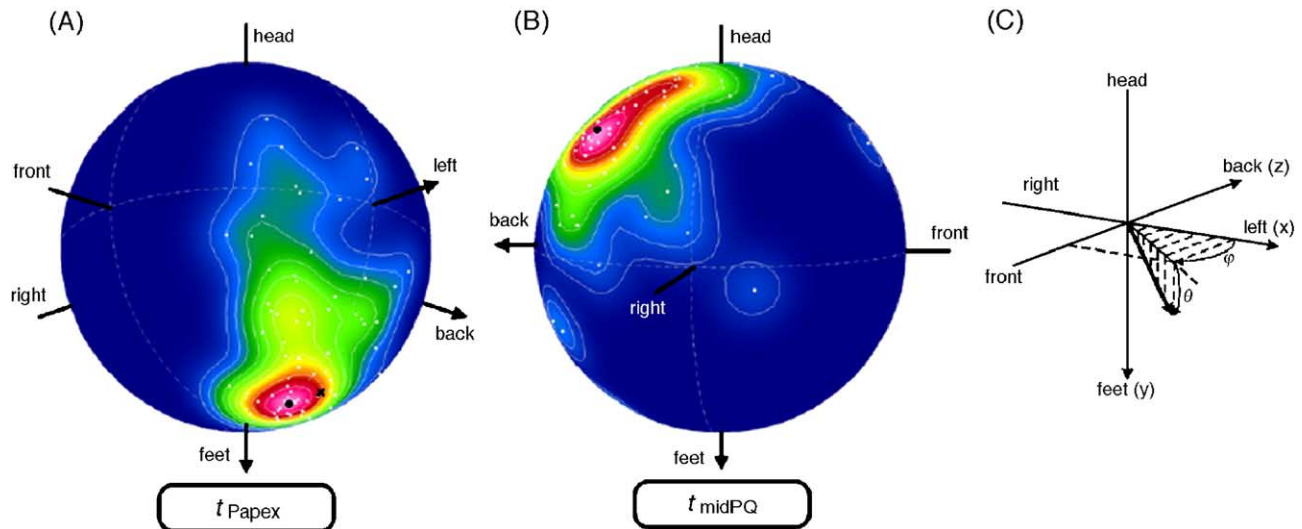 (A)
head
front
left
right
back
feet
t Papex
(B)
head
back
front
right
feet
t midPQ
(C)
head
back (z)
right
left (x)
front
φ
θ
feet (y)